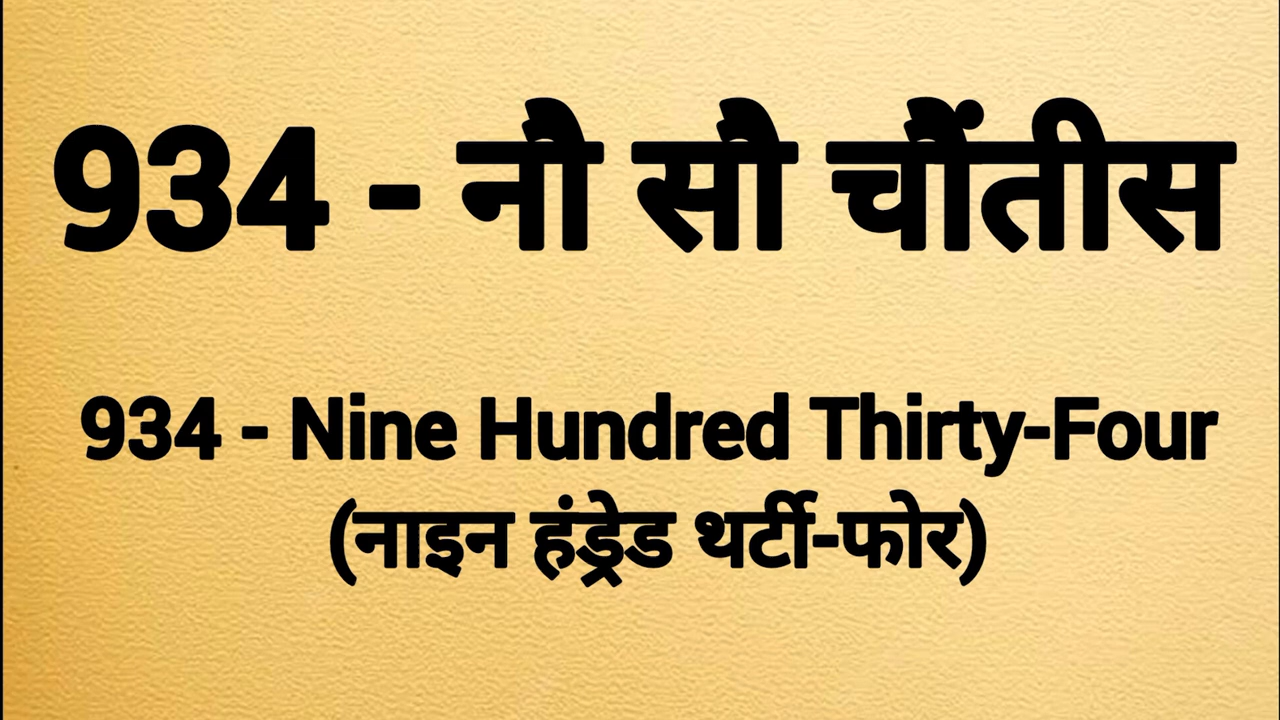 934 - नौ सौ चौंतीस
934 - Nine Hundred Thirty-Four
(नाइन हंड्रेड थर्टी-फोर)